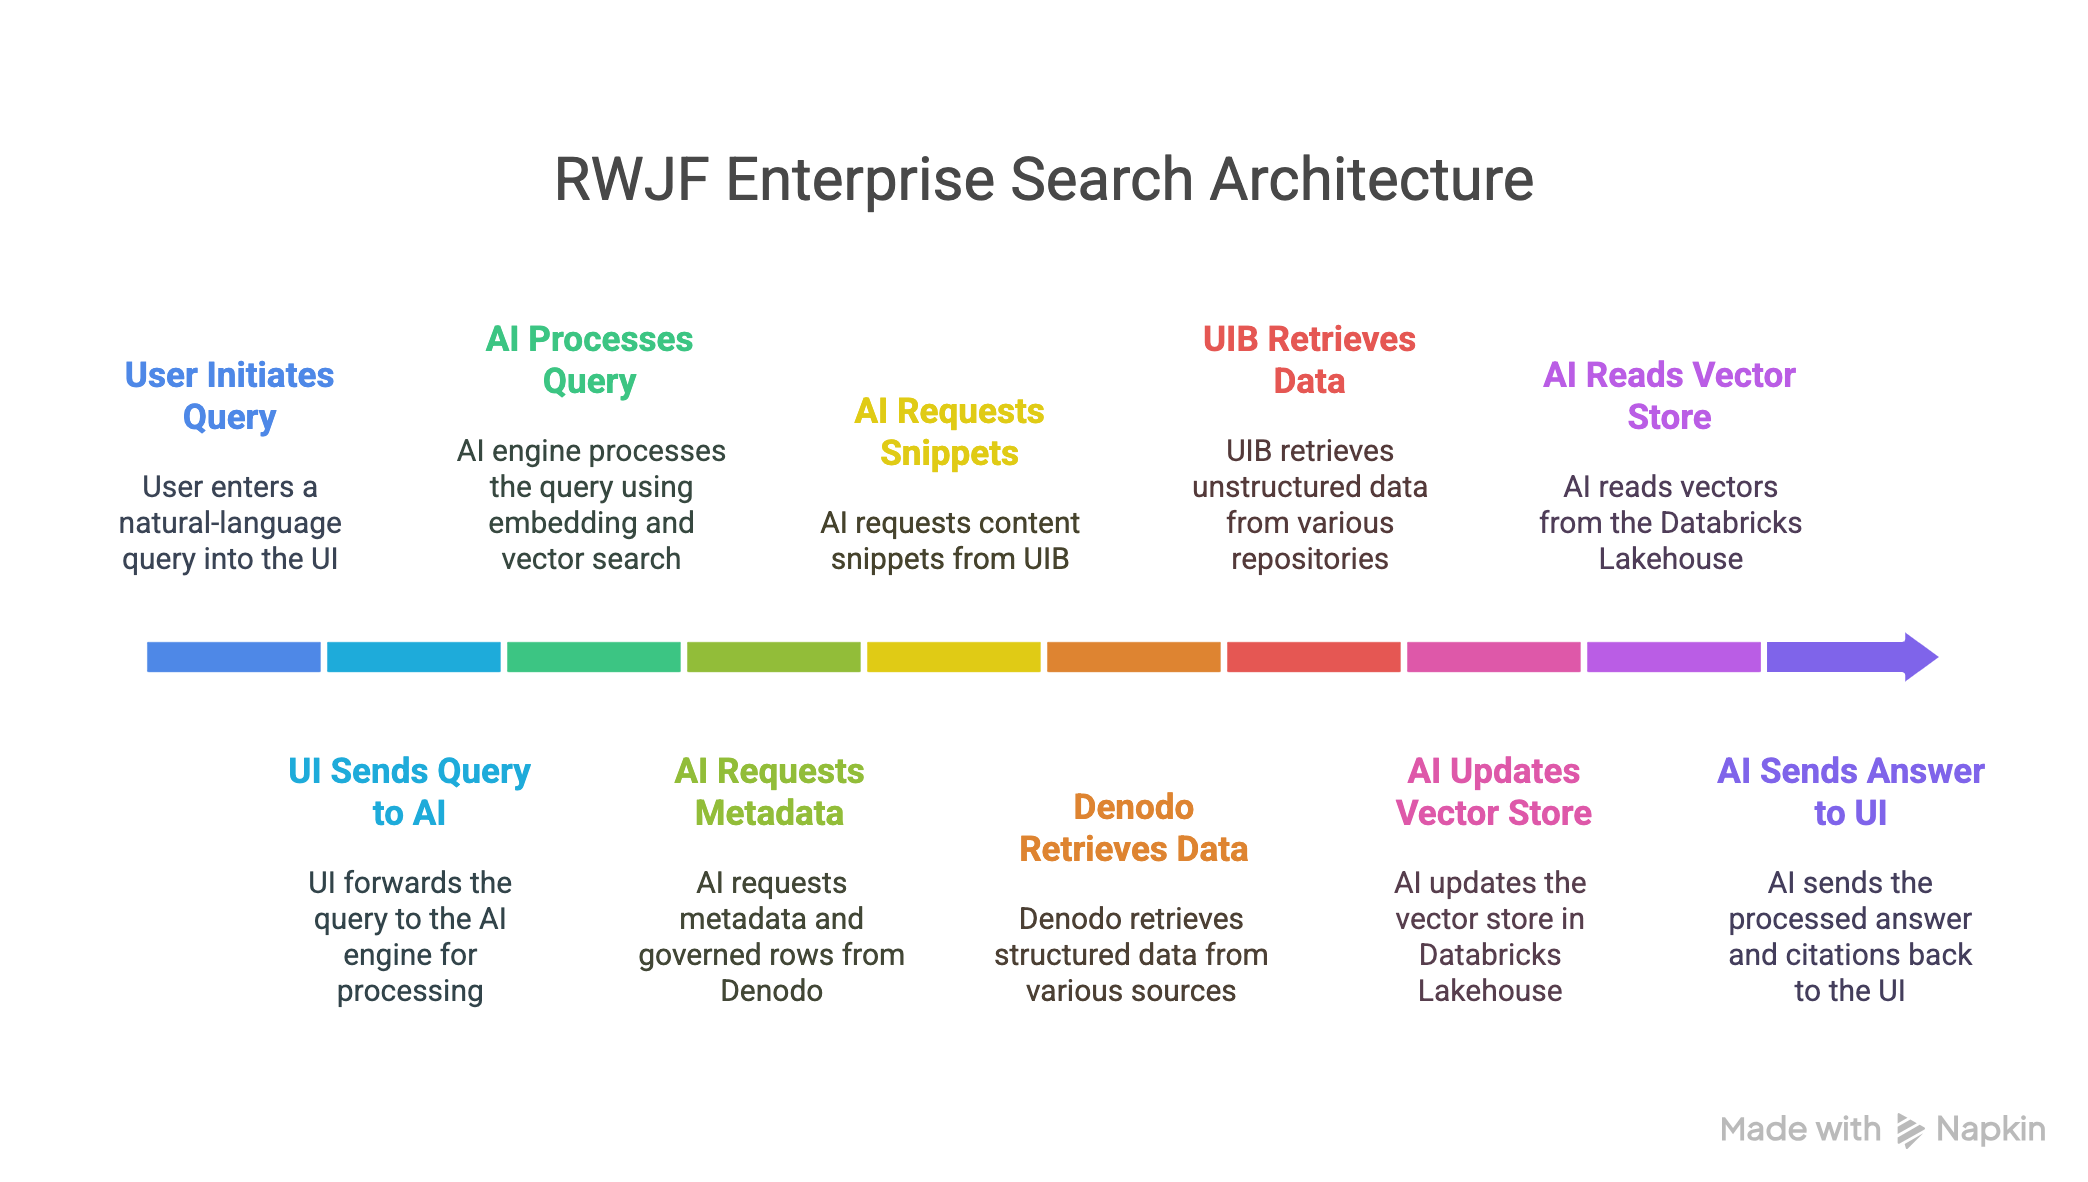 RWJF Enterprise Search Architecture
User Initiates
Query
User enters a
natural-language
query into the UI
UI Sends Query
to AI
UI forwards the
query to the AI
engine for
processing
AI Processes
Query
AI engine processes
the query using
embedding and
vector search
AI Requests
Metadata
AI requests
metadata and
governed rows from
Denodo
AI Requests
Snippets
AI requests content
snippets from UIB
Denodo
Retrieves Data
Denodo retrieves
structured data from
various sources
UIB Retrieves
Data
UIB retrieves
unstructured data
from various
repositories
AI Updates
Vector Store
AI updates the
vector store in
Databricks
Lakehouse
AI Reads Vector
Store
AI reads vectors
from the Databricks
Lakehouse
AI Sends Answer
to UI
AI sends the
processed answer
and citations back
to the UI
Made with Napkin